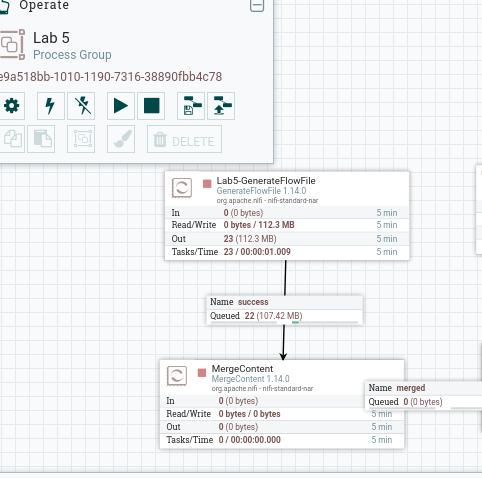 Operate
Lab 5
Process Group
e9a518bb-1010-1190-7316-38890fbb4c78
DELETE
Lab5-GenerateFlowFile
GenerateFlowFile 1.14.0
org.apache.nifi - nifi-standard-nar
In 0 (0 bytes) 5 min
Read/Write 0 bytes / 112.3 MB 5 min
Out 23 (112.3 MB) 5 min
Tasks/Time 23 / 00:00:01.009 5 min
Name success
Queued 22 (107.42 MB)
MergeContent
MergeContent 1.14.0
org.apache.nifi - nifi-standard-nar
In 0 (0 bytes)
Read/Write 0 bytes / 0 bytes 5 min
Out 0 (0 bytes) 5 min
Tasks/Time 0 / 00:00:00.000 5 min
Name merged
Queued 0 (0 bytes)